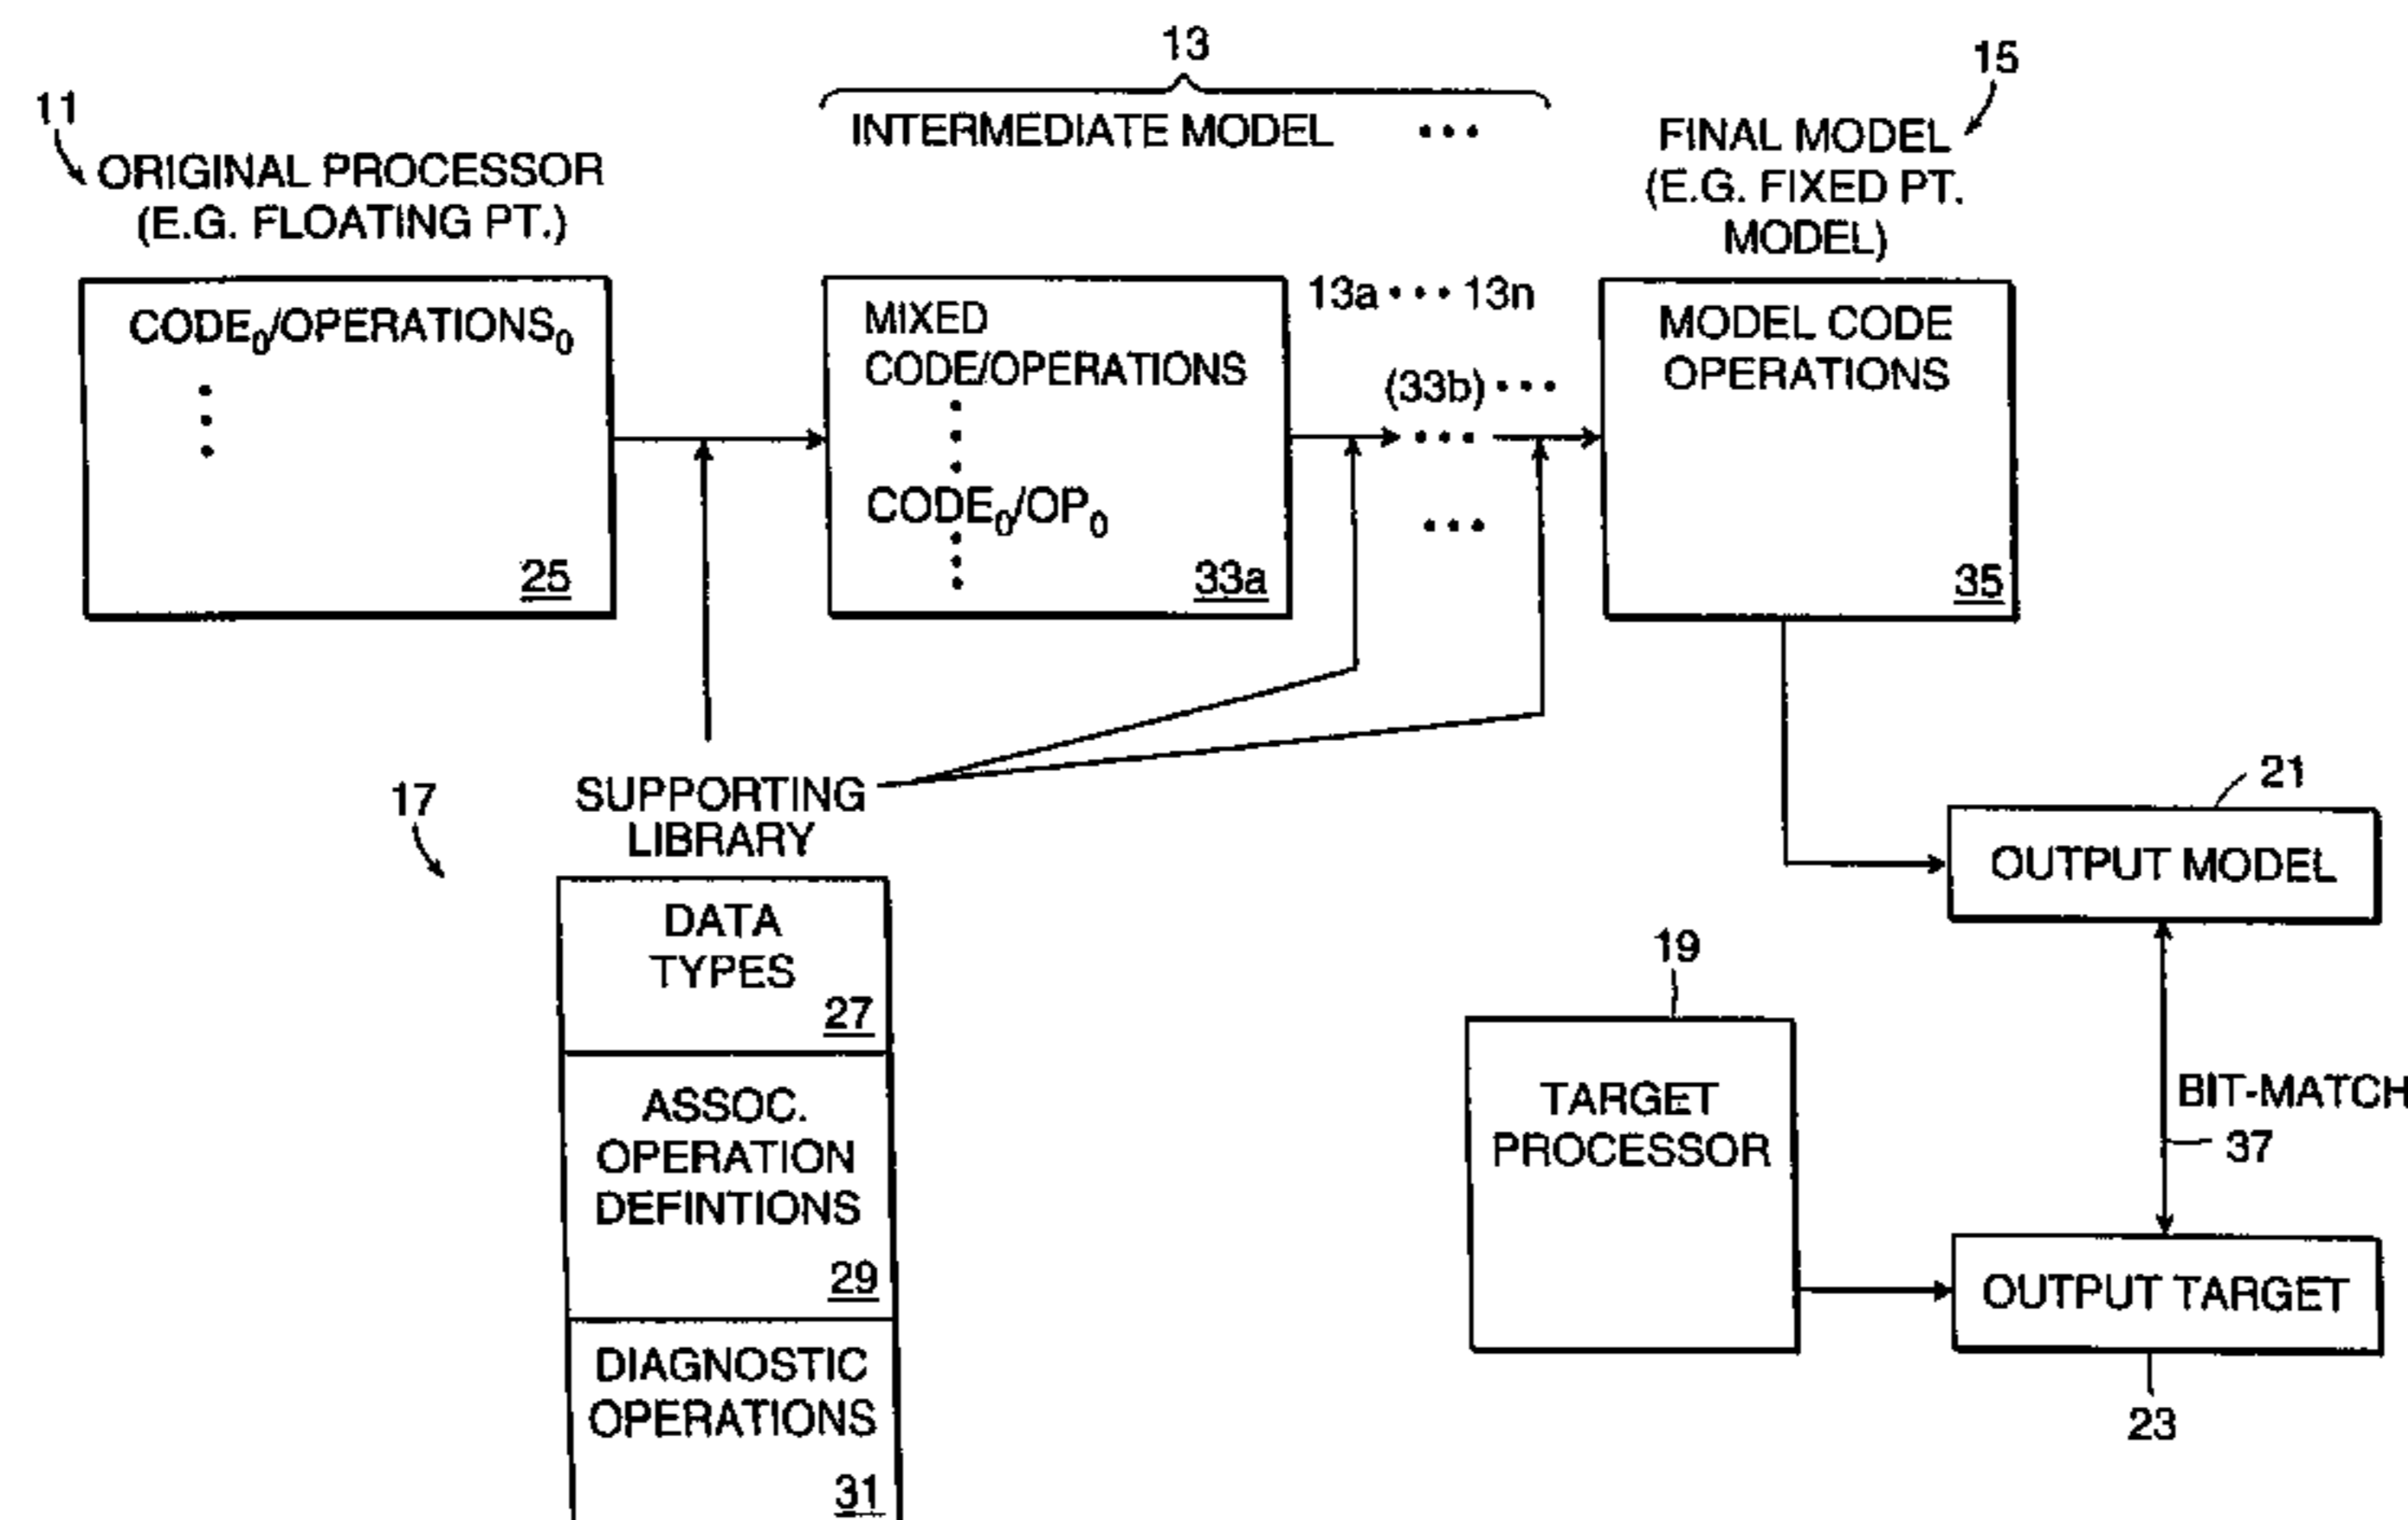 13
15
11
INTERMEDIATE MODEL •••
FINAL MODEL
(E.G. FIXED PT.
MODEL)
ORIGINAL PROCESSOR
(E.G. FLOATING PT.)
CODE₀/OPERATIONS₀
25
MIXED
CODE/OPERATIONS
CODE₀/OP₀
33a
13a ••• 13n
(33b) •••
•••
•••
MODEL CODE
OPERATIONS
35
17
SUPPORTING
LIBRARY
DATA
TYPES
27
ASSOC.
OPERATION
DEFINTIONS
29
DIAGNOSTIC
OPERATIONS
31
21
OUTPUT MODEL
19
TARGET
PROCESSOR
BIT-MATCH
37
OUTPUT TARGET
23